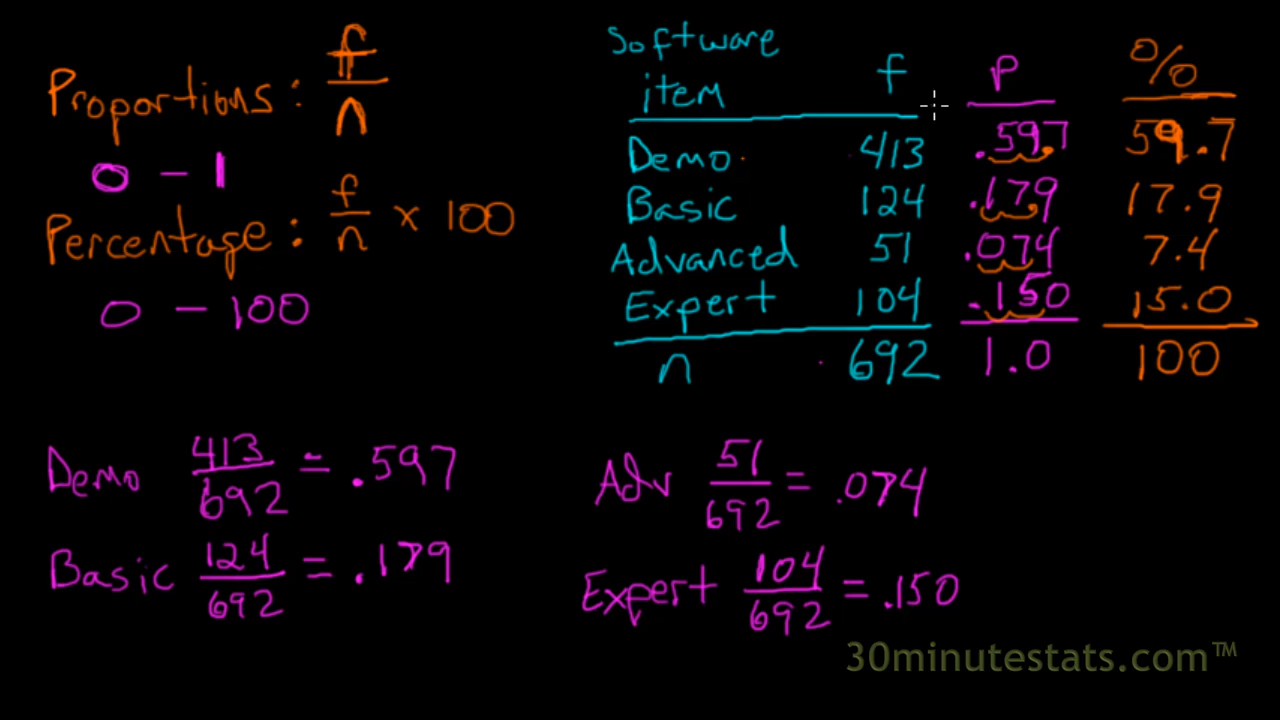 Proportions: f/n
0 - 1
Percentage: f/n x 100
0 - 100
Software item f P %
Demo 413 .597 59.7
Basic 124 .179 17.9
Advanced 51 .074 7.4
Expert 104 .150 15.0
n 692 1.0 100
Demo 413/692 = .597
Basic 124/692 = .179
Adv 51/692 = .074
Expert 104/692 = .150
30minutestats.com™